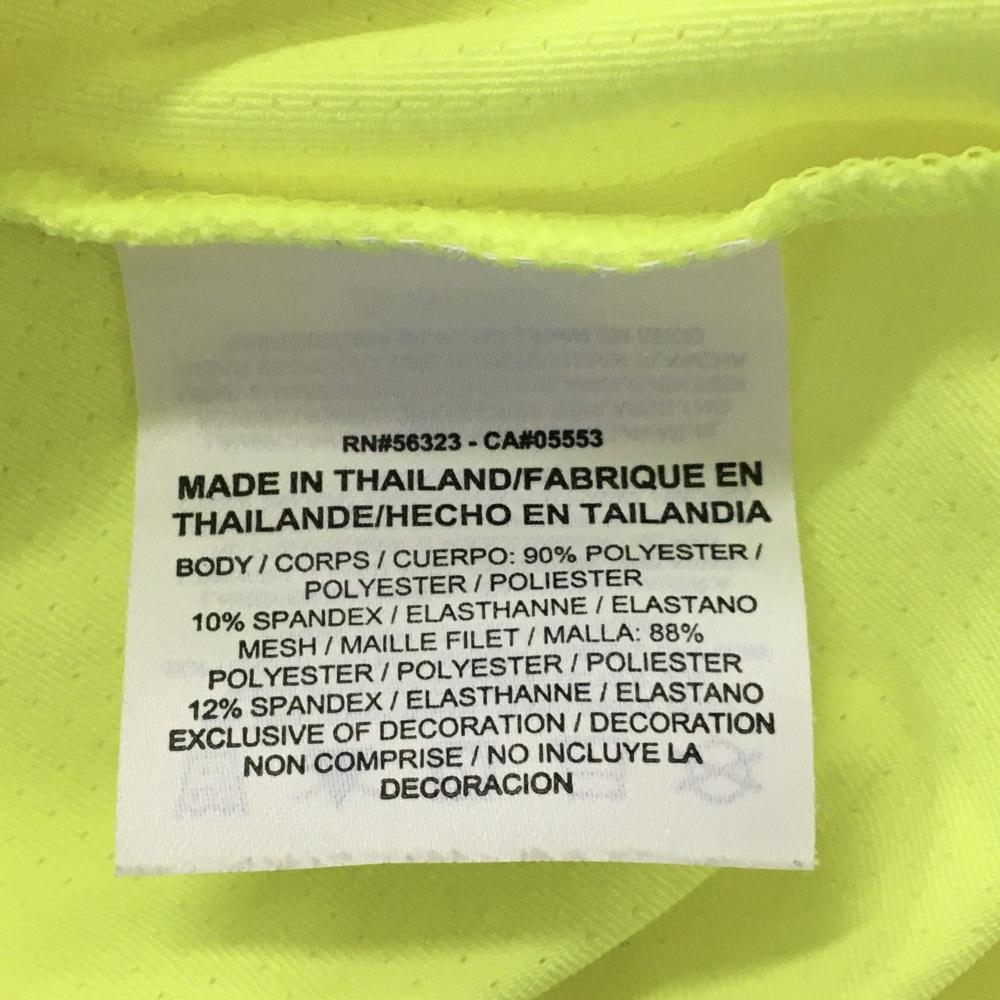 RN#56323 - CA#05553
MADE IN THAILAND/FABRIQUE EN
THAILANDE/HECHO EN TAILANDIA
BODY / CORPS / CUERPO: 90% POLYESTER /
POLYESTER / POLIESTER
10% SPANDEX / ELASTHANNE / ELASTANO
MESH / MAILLE FILET / MALLA: 88%
POLYESTER / POLYESTER / POLIESTER
12% SPANDEX / ELASTHANNE / ELASTANO
EXCLUSIVE OF DECORATION / DECORATION
NON COMPRISE / NO INCLUYE LA
DECORACION